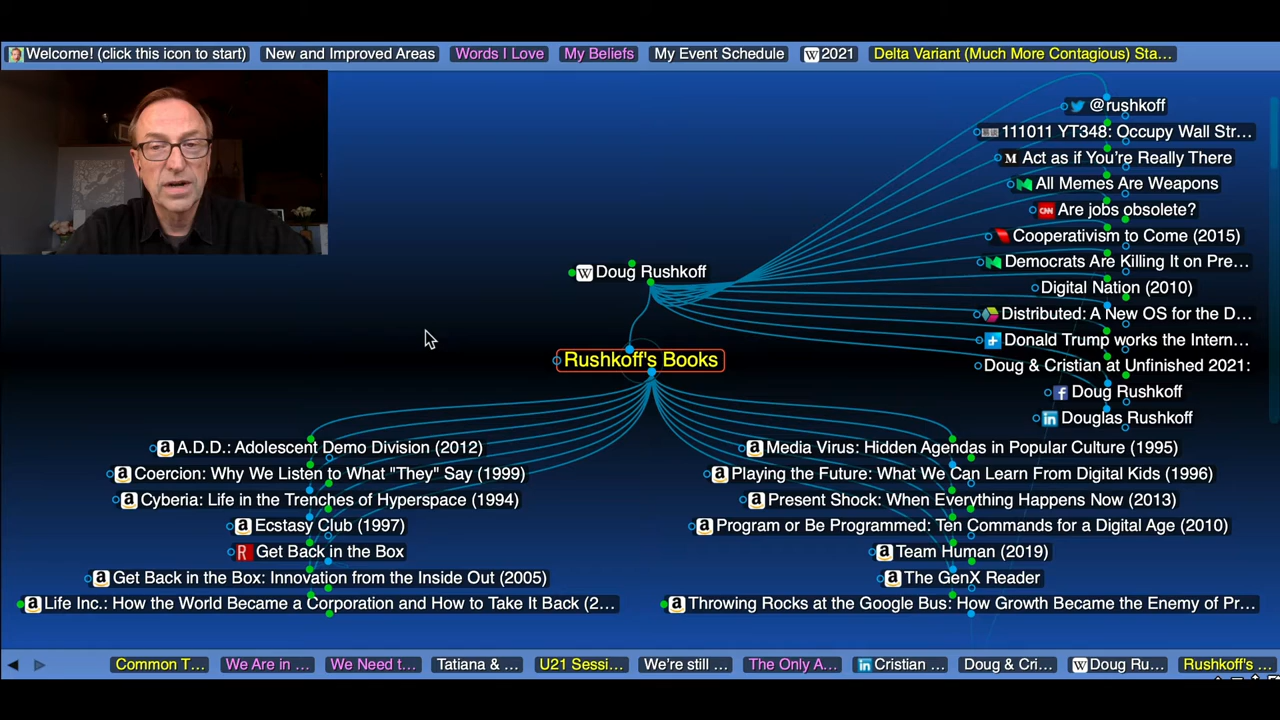 Welcome! (click this icon to start) New and Improved Areas Words I Love My Beliefs My Event Schedule W 2021 Delta Variant (Much More Contagious) Sta...
@rushkoff
111011 YT348: Occupy Wall Str...
M Act as if You're Really There
All Memes Are Weapons
CNN Are jobs obsolete?
Cooperativism to Come (2015)
Democrats Are Killing It on Pre...
W Doug Rushkoff
Digital Nation (2010)
Distributed: A New OS for the D...
Donald Trump works the Intern...
Rushkoff's Books
Doug & Cristian at Unfinished 2021:
f Doug Rushkoff
in Douglas Rushkoff
a A.D.D.: Adolescent Demo Division (2012)
a Coercion: Why We Listen to What "They" Say (1999)
a Cyberia: Life in the Trenches of Hyperspace (1994)
a Ecstasy Club (1997)
R Get Back in the Box
a Get Back in the Box: Innovation from the Inside Out (2005)
a Life Inc.: How the World Became a Corporation and How to Take It Back (2...
a Media Virus: Hidden Agendas in Popular Culture (1995)
a Playing the Future: What We Can Learn From Digital Kids (1996)
a Present Shock: When Everything Happens Now (2013)
a Program or Be Programmed: Ten Commands for a Digital Age (2010)
a Team Human (2019)
a The GenX Reader
a Throwing Rocks at the Google Bus: How Growth Became the Enemy of Pr...
Common T... We Are in ... We Need t... Tatiana & ... U21 Sessi... We're still ... The Only A... in Cristian ... Doug & Cri... W Doug Ru... Rushkoff's ...